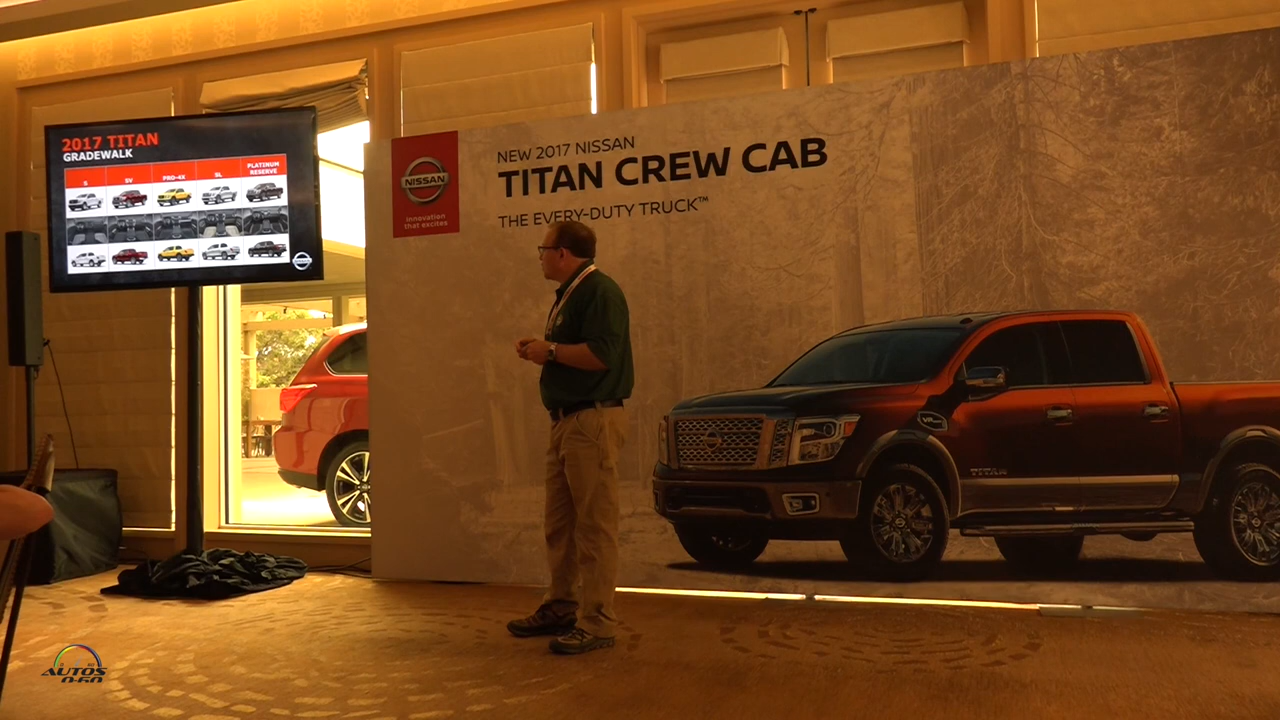 2017 TITAN
GRADEWALK
S SV PRO-4X SL PLATINUM RESERVE
NISSAN
innovation
that excites
NEW 2017 NISSAN
TITAN CREW CAB
THE EVERY-DUTY TRUCK™
V8
TITAN
AUTOS
0-60